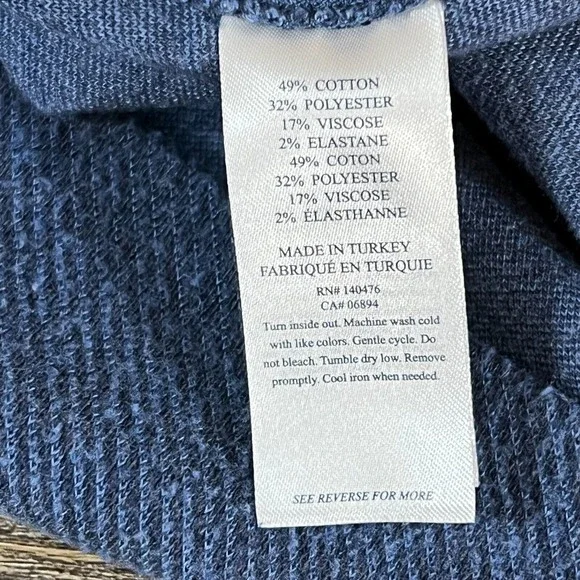 49% COTTON
32% POLYESTER
17% VISCOSE
2% ELASTANE
49% COTON
32% POLYESTER
17% VISCOSE
2% ÉLASTHANNE
MADE IN TURKEY
FABRIQUÉ EN TURQUIE
RN# 140476
CA# 06894
Turn inside out. Machine wash cold
with like colors. Gentle cycle. Do
not bleach. Tumble dry low. Remove
promptly. Cool iron when needed.
SEE REVERSE FOR MORE